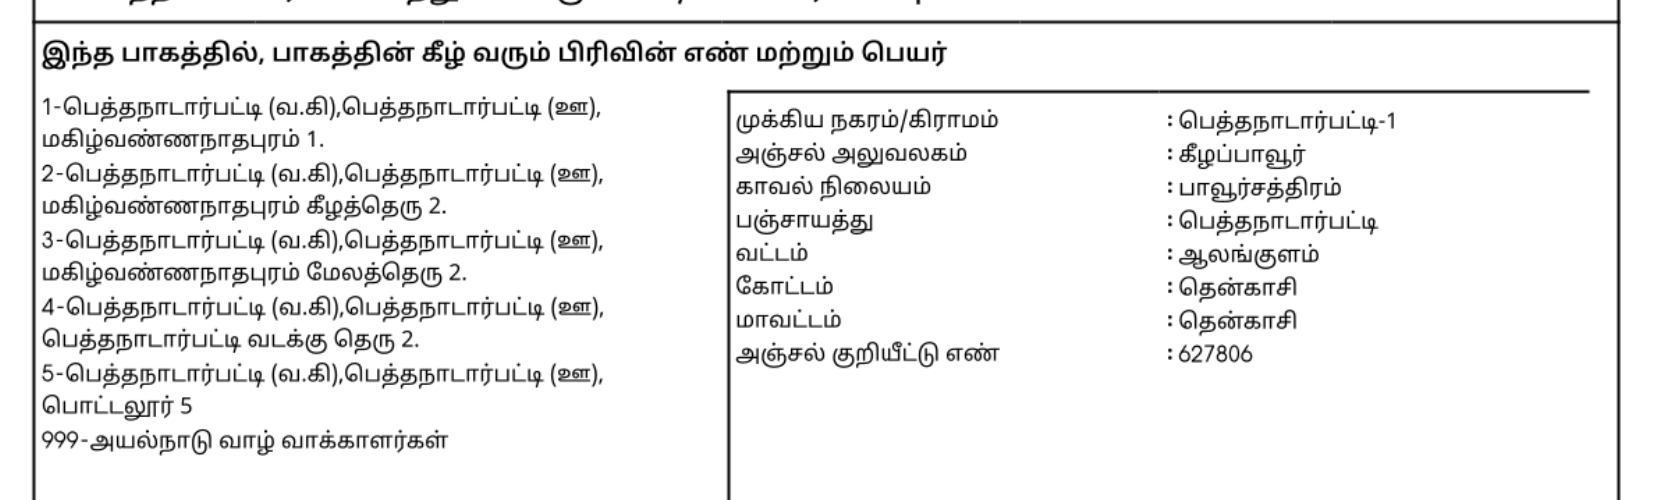 இந்த பாகத்தில், பாகத்தின் கீழ் வரும் பிரிவின் எண் மற்றும் பெயர்
1-பெத்தநாடார்பட்டி (வ.கி),பெத்தநாடார்பட்டி (ஊ),
மகிழ்வண்ணநாதபுரம் 1.
2-பெத்தநாடார்பட்டி (வ.கி),பெத்தநாடார்பட்டி (ஊ),
மகிழ்வண்ணநாதபுரம் கீழத்தெரு 2.
3-பெத்தநாடார்பட்டி (வ.கி),பெத்தநாடார்பட்டி (ஊ),
மகிழ்வண்ணநாதபுரம் மேலத்தெரு 2.
4-பெத்தநாடார்பட்டி (வ.கி),பெத்தநாடார்பட்டி (ஊ),
பெத்தநாடார்பட்டி வடக்கு தெரு 2.
5-பெத்தநாடார்பட்டி (வ.கி),பெத்தநாடார்பட்டி (ஊ),
பொட்டலூர் 5
999-அயல்நாடு வாழ் வாக்காளர்கள்
முக்கிய நகரம்/கிராமம் : பெத்தநாடார்பட்டி-1
அஞ்சல் அலுவலகம் : கீழப்பாவூர்
காவல் நிலையம் : பாவூர்சத்திரம்
பஞ்சாயத்து : பெத்தநாடார்பட்டி
வட்டம் : ஆலங்குளம்
கோட்டம் : தென்காசி
மாவட்டம் : தென்காசி
அஞ்சல் குறியீட்டு எண் : 627806